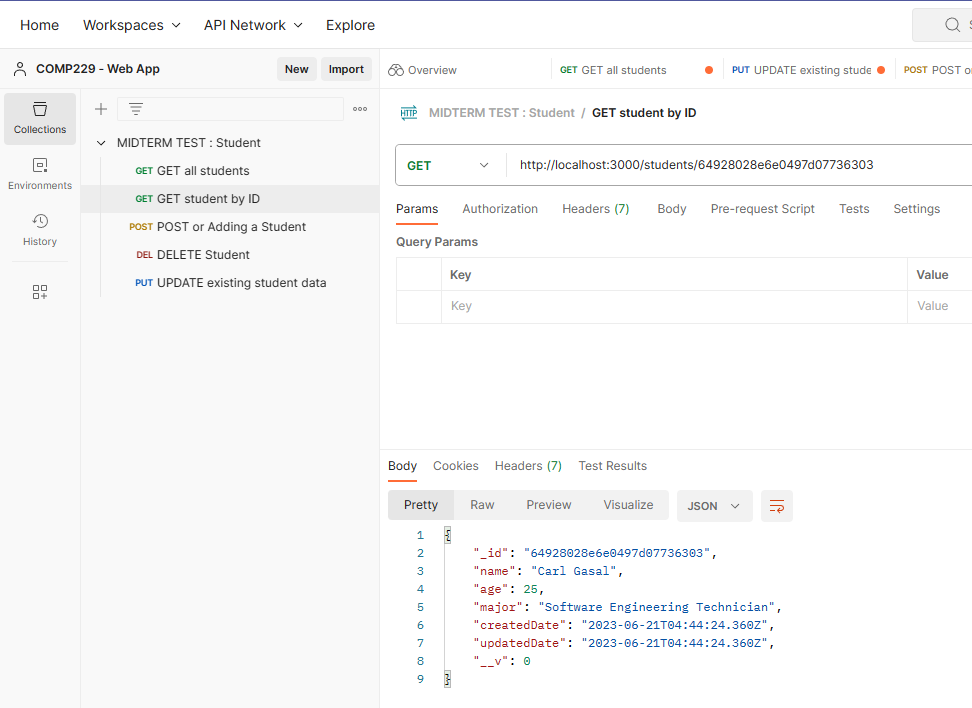 Home Workspaces API Network Explore
COMP229 - Web App New Import
Overview GET GET all students PUT UPDATE existing stude POST POST
Collections
Environments
History
MIDTERM TEST : Student
GET GET all students
GET GET student by ID
POST POST or Adding a Student
DEL DELETE Student
PUT UPDATE existing student data
HTTP MIDTERM TEST : Student / GET student by ID
GET http://localhost:3000/students/64928028e6e0497d07736303
Params Authorization Headers (7) Body Pre-request Script Tests Settings
Query Params
Key Value
Key Value
Body Cookies Headers (7) Test Results
Pretty Raw Preview Visualize JSON
1 {
2 "_id": "64928028e6e0497d07736303",
3 "name": "Carl Gasal",
4 "age": 25,
5 "major": "Software Engineering Technician",
6 "createdDate": "2023-06-21T04:44:24.360Z",
7 "updatedDate": "2023-06-21T04:44:24.360Z",
8 "__v": 0
9 }